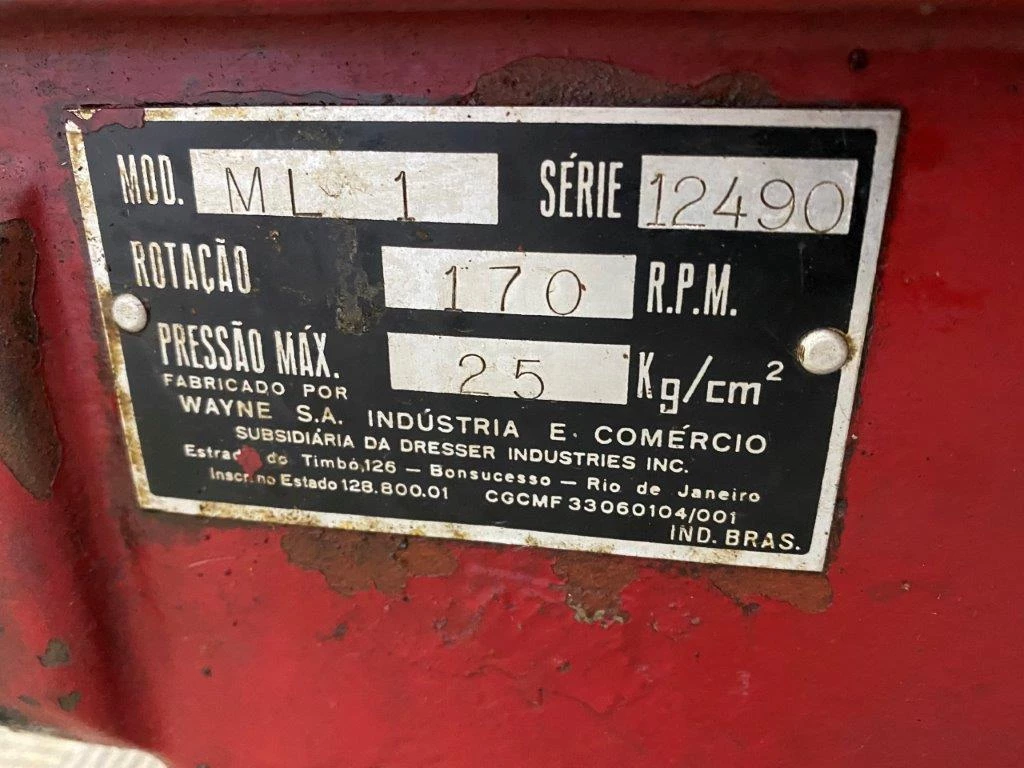 MOD. ML 1 SÉRIE 12490
ROTAÇÃO 170 R.P.M.
PRESSÃO MÁX. 25 Kg/cm²
FABRICADO POR
WAYNE S.A. INDÚSTRIA E COMÉRCIO
SUBSIDIÁRIA DA DRESSER INDUSTRIES INC.
do Timbó, 126 – Bonsucesso – Rio de Janeiro
Inscr. no Estado 128.800.01 CGCMF 33060104/001
IND. BRAS.